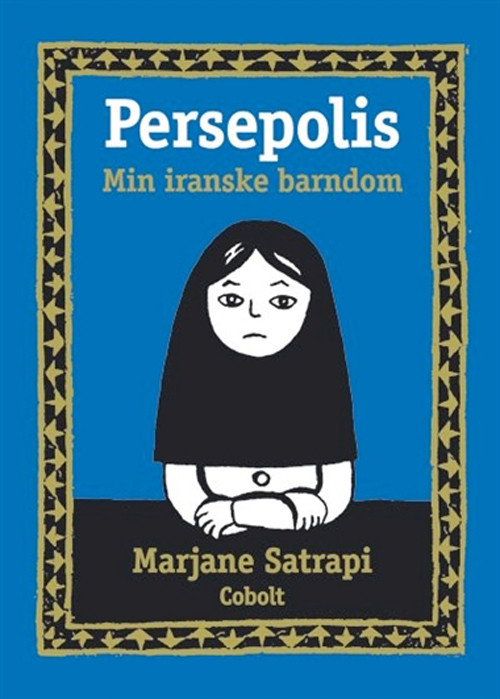 Persepolis
Min iranske barndom
Marjane Satrapi
Cobolt